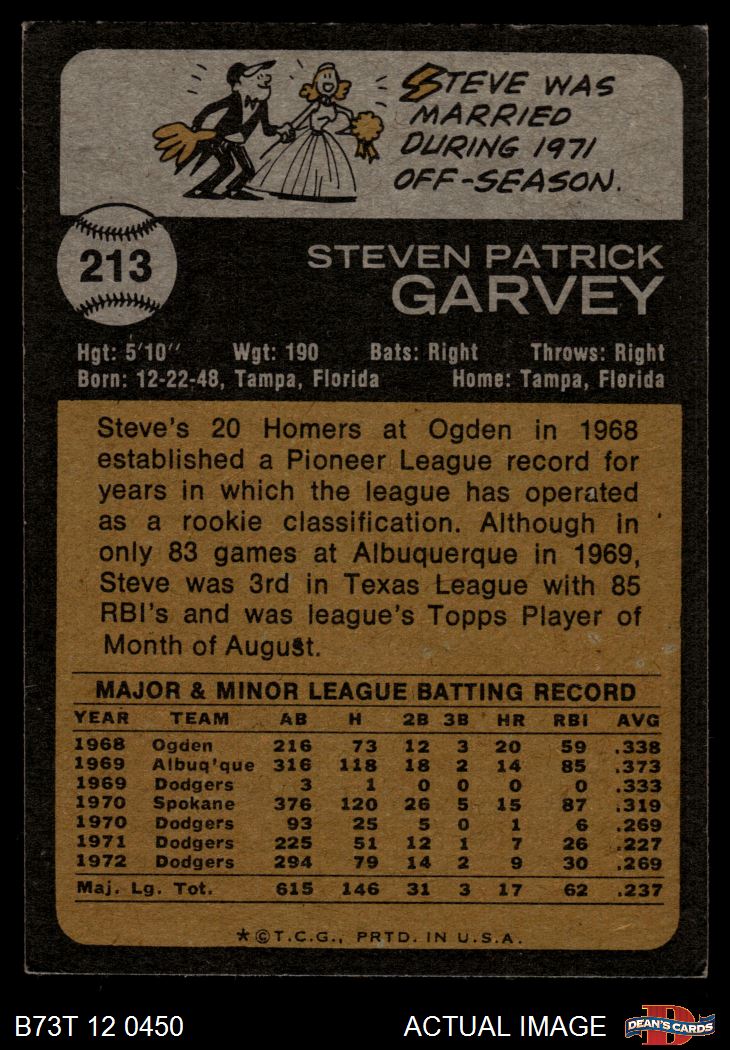 STEVE WAS
MARRIED
DURING 1971
OFF-SEASON.
213
STEVEN PATRICK
GARVEY
Hgt: 5'10" Wgt: 190 Bats: Right Throws: Right
Born: 12-22-48, Tampa, Florida Home: Tampa, Florida
Steve's 20 Homers at Ogden in 1968
established a Pioneer League record for
years in which the league has operated
as a rookie classification. Although in
only 83 games at Albuquerque in 1969,
Steve was 3rd in Texas League with 85
RBI's and was league's Topps Player of
Month of August.
MAJOR & MINOR LEAGUE BATTING RECORD
YEAR TEAM AB H 2B 3B HR RBI AVG
1968 Ogden 216 73 12 3 20 59 .338
1969 Albuq'que 316 118 18 2 14 85 .373
1969 Dodgers 3 1 0 0 0 0 .333
1970 Spokane 376 120 26 5 15 87 .319
1970 Dodgers 93 25 5 0 1 6 .269
1971 Dodgers 225 51 12 1 7 26 .227
1972 Dodgers 294 79 14 2 9 30 .269
Maj. Lg. Tot. 615 146 31 3 17 62 .237
*©T.C.G., PRTD. IN U.S.A.
B73T 12 0450 ACTUAL IMAGE D DEAN'S CARDS